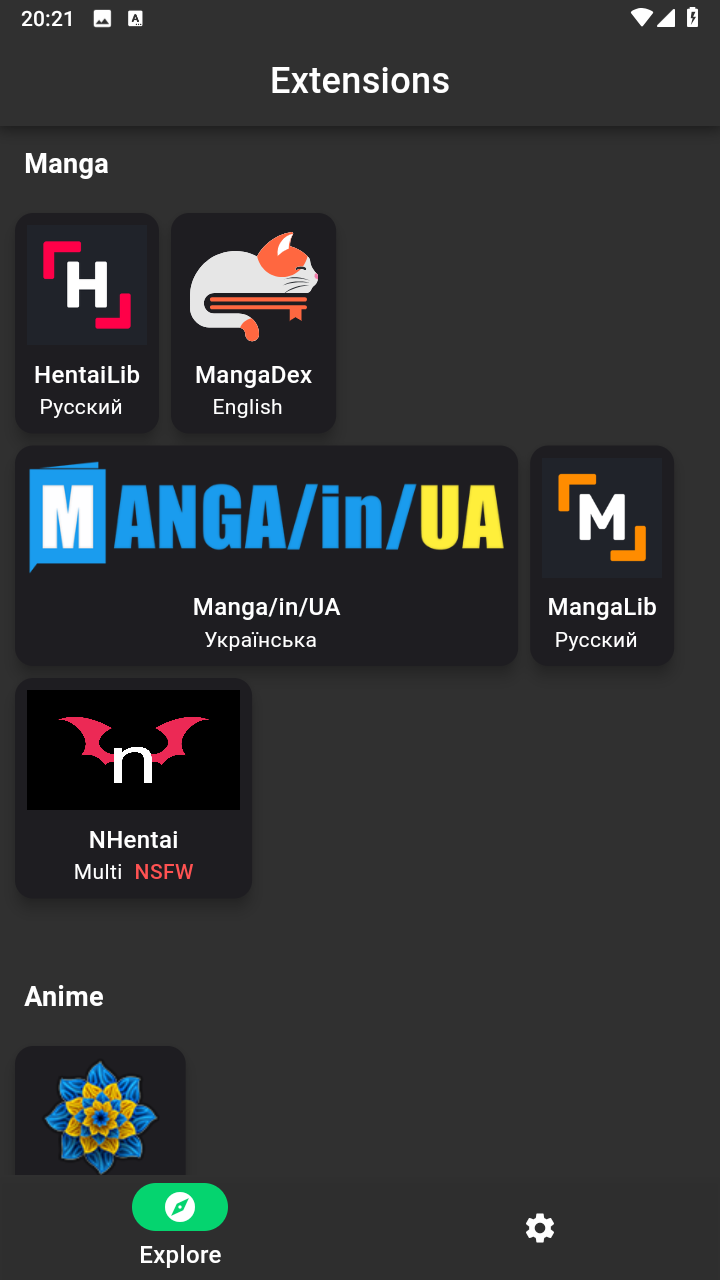 20:21
Extensions
Manga
H
HentaiLib
Русский
MangaDex
English
MANGA/in/UA
Manga/in/UA
Українська
M
MangaLib
Русский
n
NHentai
Multi NSFW
Anime
Explore